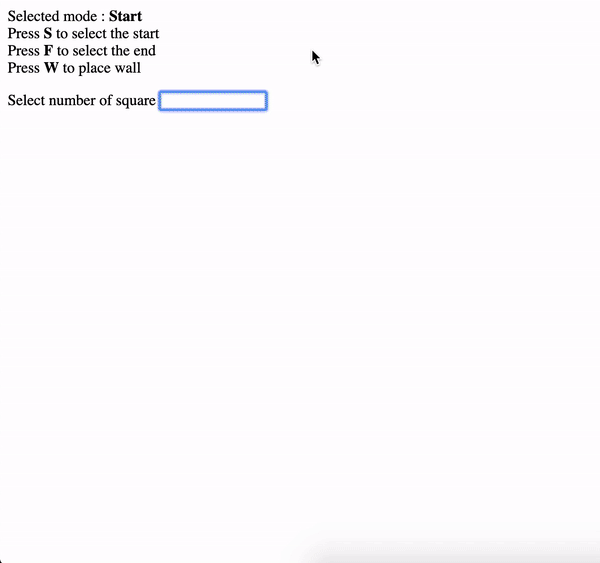 Selected mode : Start
Press S to select the start
Press F to select the end
Press W to place wall
Select number of square